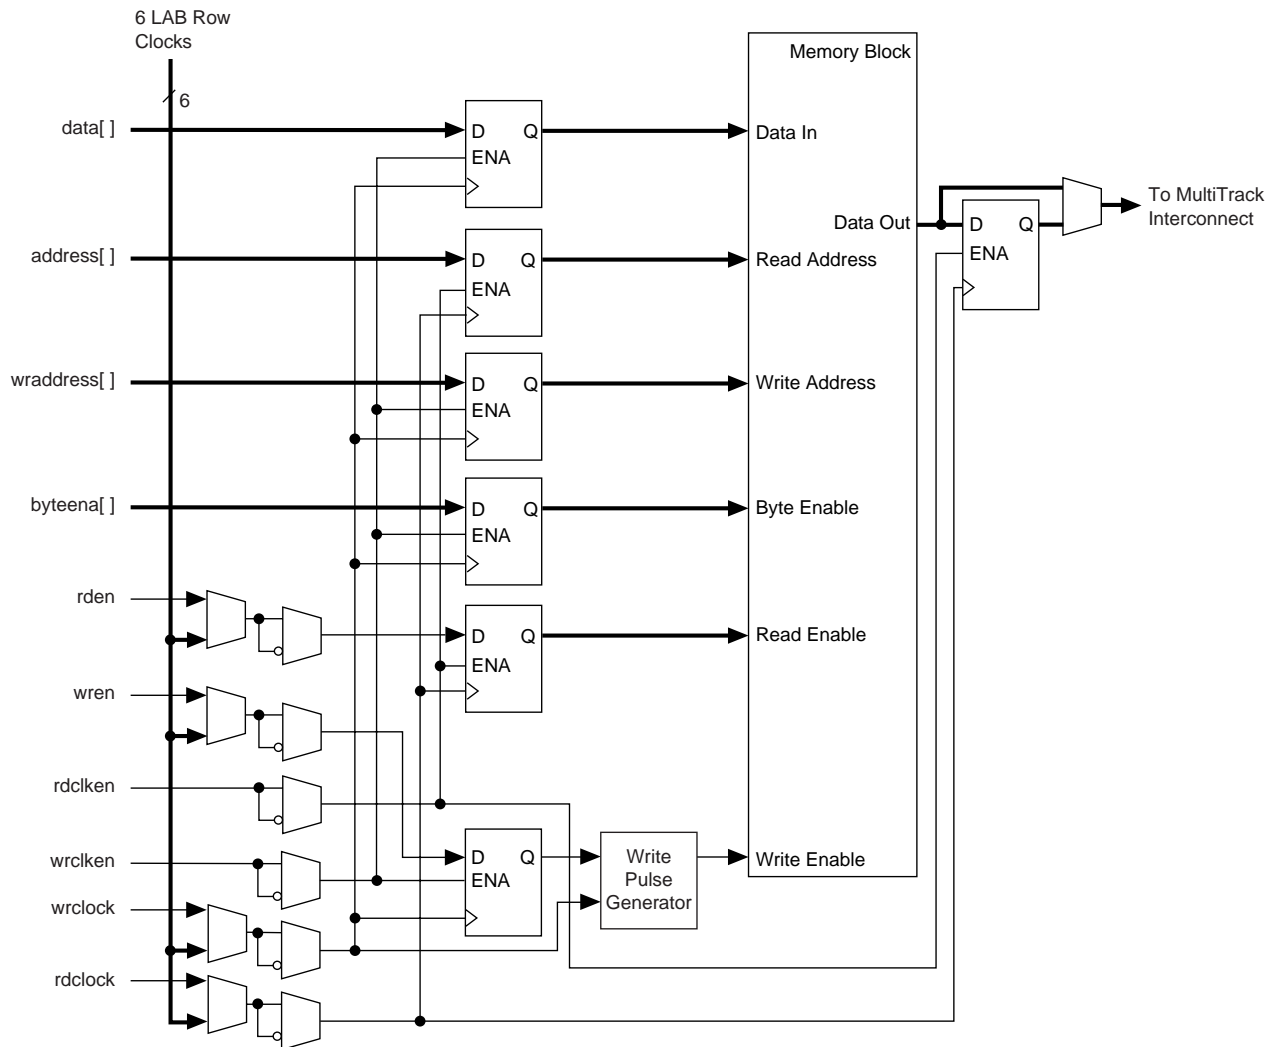 6 LAB Row
Clocks
6
data[ ]
D Q
ENA
Memory Block
Data In
Data Out
D Q
ENA
To MultiTrack
Interconnect
address[ ]
D Q
ENA
Read Address
wraddress[ ]
D Q
ENA
Write Address
byteena[ ]
D Q
ENA
Byte Enable
rden
D Q
ENA
Read Enable
wren
rdclken
wrclken
D Q
ENA
Write
Pulse
Generator
Write Enable
wrclock
rdclock